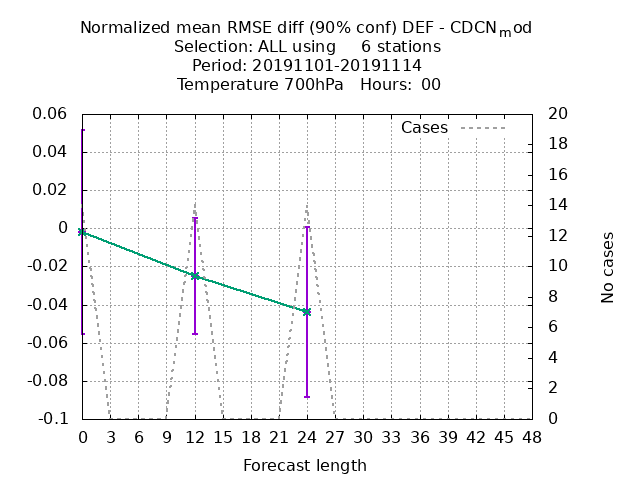 Normalized mean RMSE diff (90% conf) DEF - CDCNmod
Selection: ALL using 6 stations
Period: 20191101-20191114
Temperature 700hPa Hours: 00
Cases
0.06
0.04
0.02
0
-0.02
-0.04
-0.06
-0.08
-0.1
20
18
16
14
12
10
8
6
4
2
0
No cases
0 3 6 9 12 15 18 21 24 27 30 33 36 39 42 45 48
Forecast length